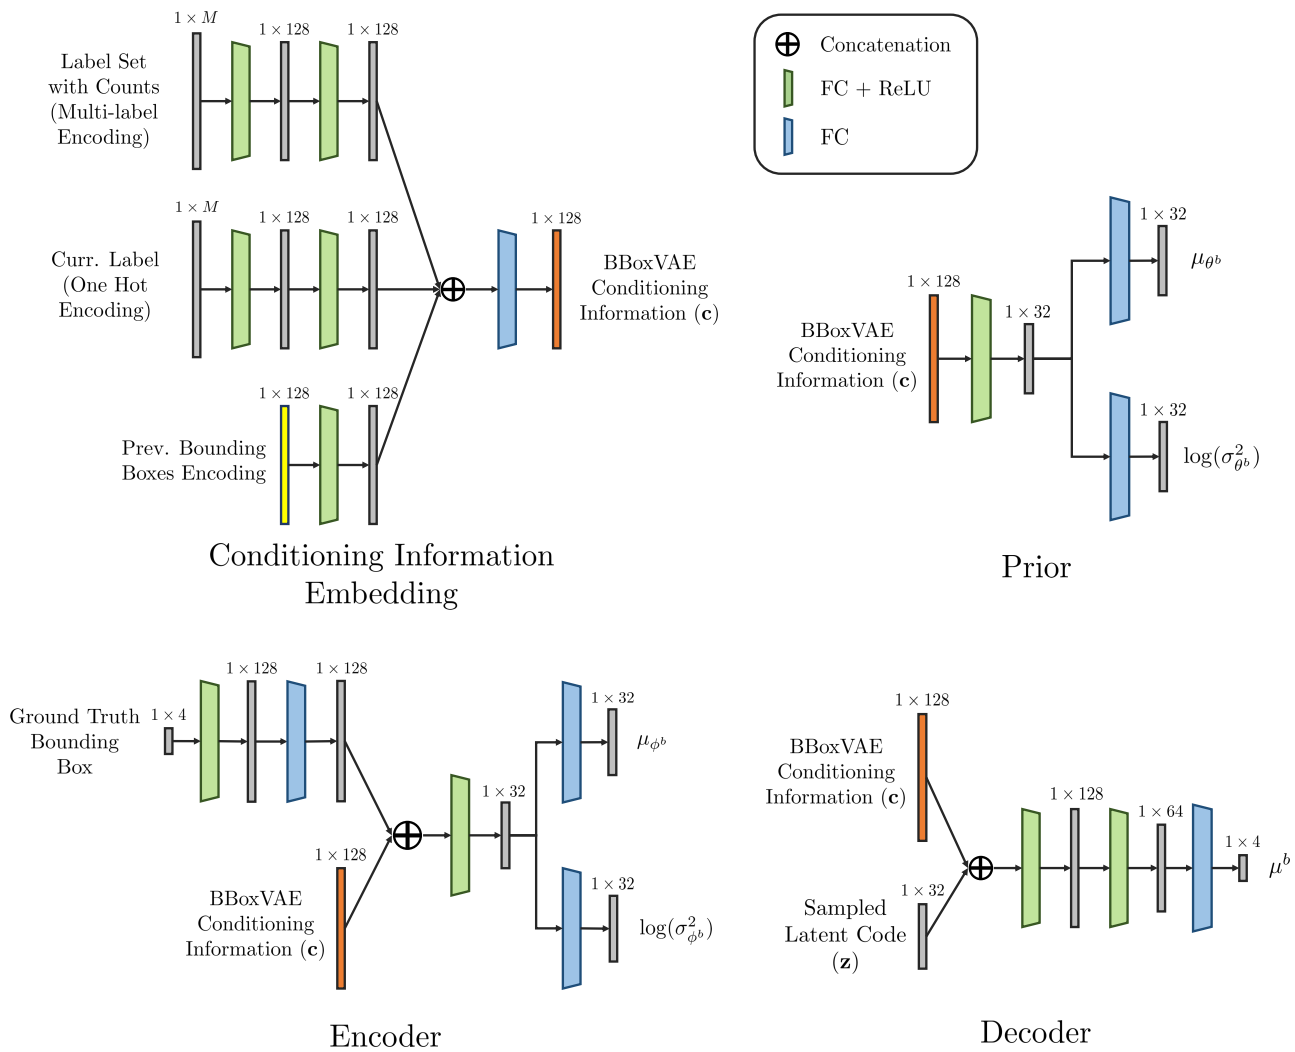 1 × M
1 × 128
1 × 128
Label Set
with Counts
(Multi-label
Encoding)
1 × M
1 × 128
1 × 128
1 × 128
Curr. Label
(One Hot
Encoding)
BBoxVAE
Conditioning
Information (c)
1 × 128
1 × 128
Prev. Bounding
Boxes Encoding
Conditioning Information
Embedding
Concatenation
FC + ReLU
FC
1 × 128
1 × 32
1 × 32
μ_θ^b
BBoxVAE
Conditioning
Information (c)
1 × 32
log(σ²_θ^b)
Prior
Ground Truth
Bounding
Box
1 × 4
1 × 128
1 × 128
1 × 32
μ_ϕ^b
1 × 32
1 × 128
BBoxVAE
Conditioning
Information (c)
1 × 32
log(σ²_ϕ^b)
Encoder
1 × 128
BBoxVAE
Conditioning
Information (c)
1 × 32
Sampled
Latent Code
(z)
1 × 128
1 × 64
1 × 4
μ^b
Decoder